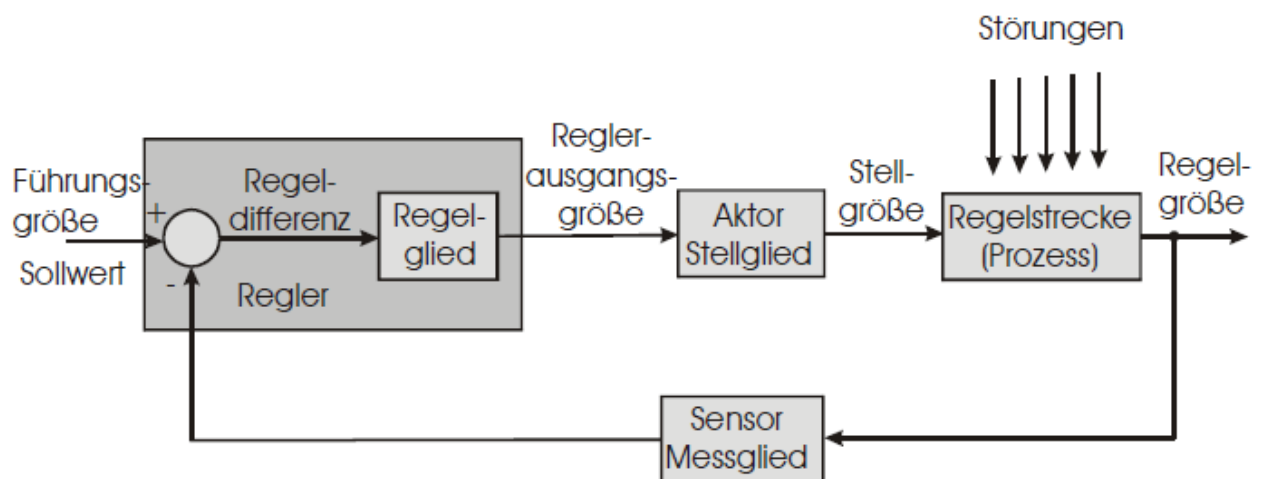 Störungen
Führungs-
größe
+
Sollwert
-
Regel-
differenz
Regel-
glied
Regler
Regler-
ausgangs-
größe
Aktor
Stellglied
Stell-
größe
Regelstrecke
(Prozess)
Regel-
größe
Sensor
Messglied